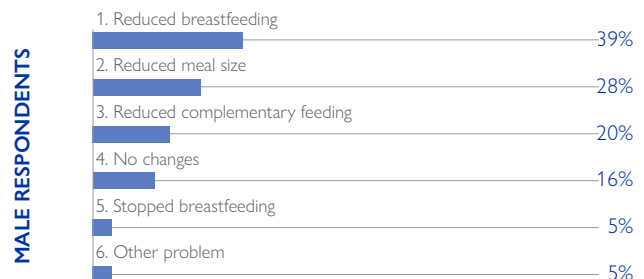 MALE RESPONDENTS
1. Reduced breastfeeding
39%
2. Reduced meal size
28%
3. Reduced complementary feeding
20%
4. No changes
16%
5. Stopped breastfeeding
5%
6. Other problem
5%